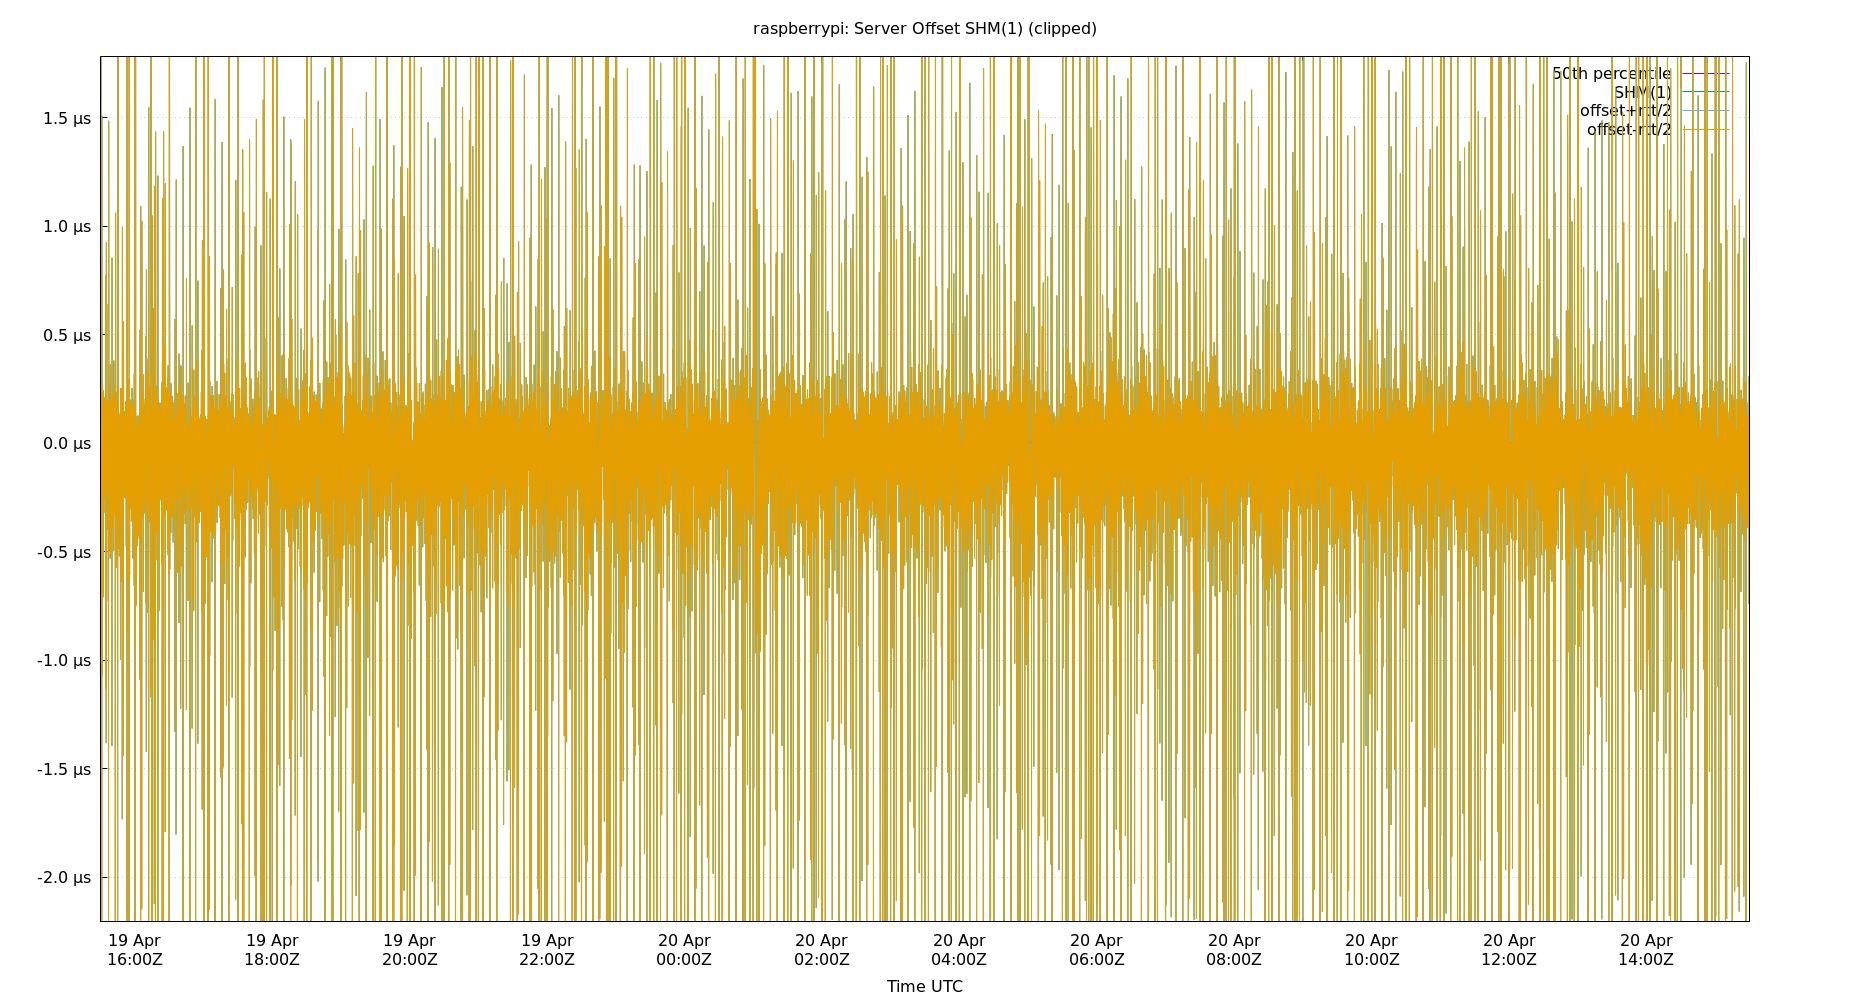 raspberrypi: Server Offset SHM(1) (clipped)
50th percentile
SHM(1)
offset+rtt/2
offset-rtt/2
1.5 µs
1.0 µs
0.5 µs
0.0 µs
-0.5 µs
-1.0 µs
-1.5 µs
-2.0 µs
19 Apr 19 Apr 19 Apr 19 Apr 20 Apr 20 Apr 20 Apr 20 Apr 20 Apr 20 Apr 20 Apr 20 Apr
16:00Z 18:00Z 20:00Z 22:00Z 00:00Z 02:00Z 04:00Z 06:00Z 08:00Z 10:00Z 12:00Z 14:00Z
Time UTC